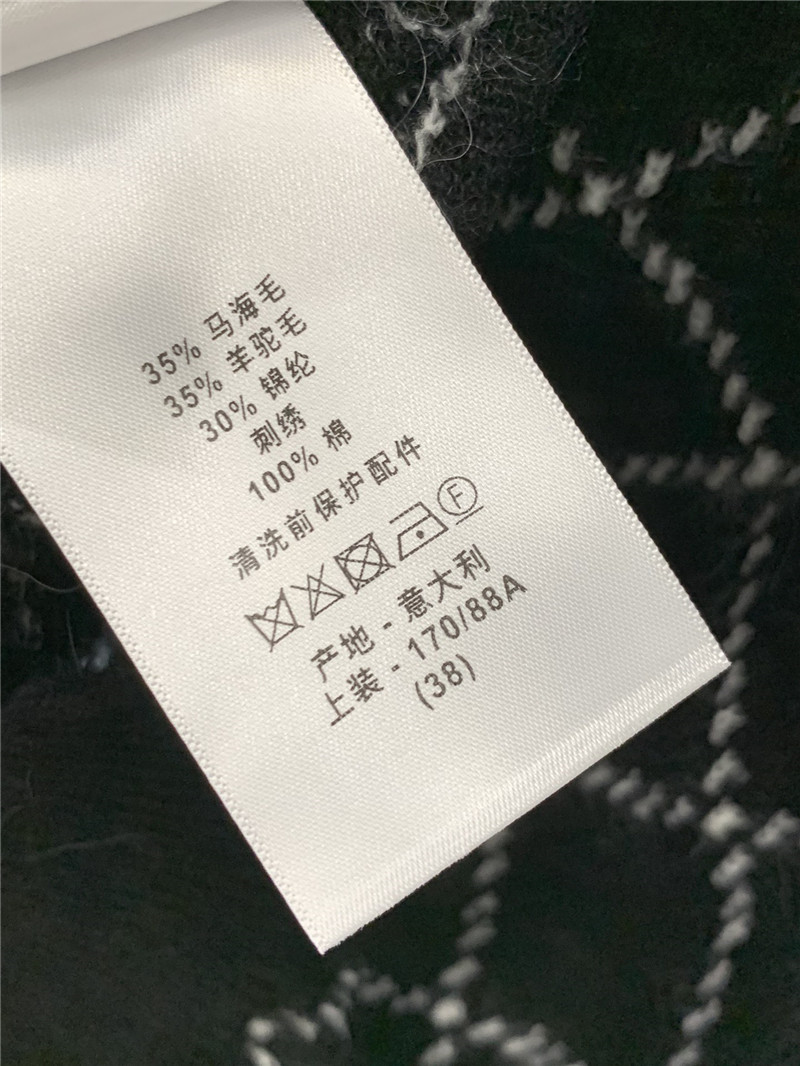 35% 马海毛
35% 羊驼毛
30% 锦纶
刺绣
100% 棉
清洗前保护配件
F
产地 - 意大利
上装 - 170/88A
(38)